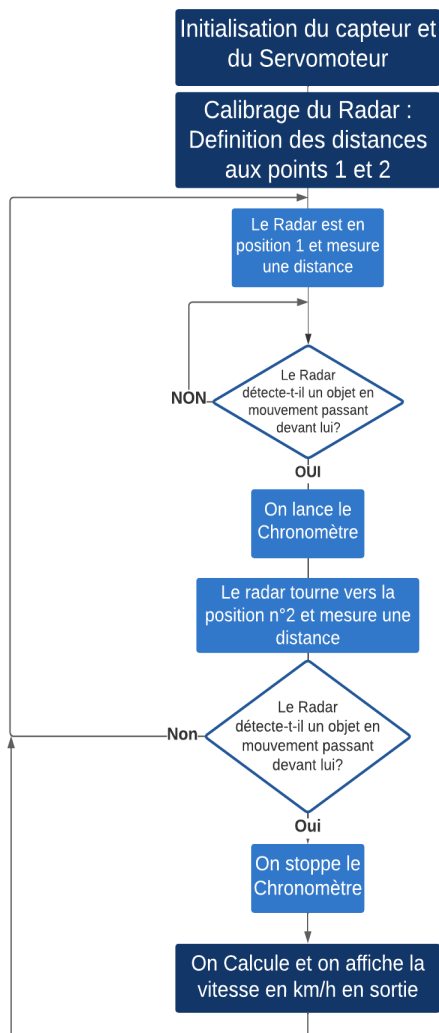 Initialisation du capteur et
du Servomoteur
Calibrage du Radar :
Definition des distances
aux points 1 et 2
Le Radar est en
position 1 et mesure
une distance
Le Radar
détecte-t-il un objet en
mouvement passant
devant lui?
NON
OUI
On lance le
Chronomètre
Le radar tourne vers la
position n°2 et mesure une
distance
Le Radar
détecte-t-il un objet en
mouvement passant
devant lui?
Non
Oui
On stoppe le
Chronomètre
On Calcule et on affiche la
vitesse en km/h en sortie